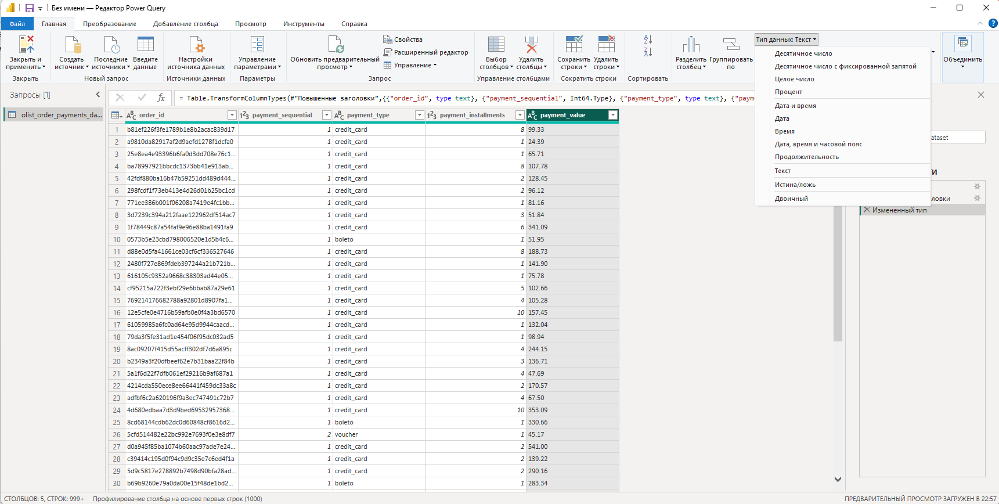 Без имени — Редактор Power Query
Файл Главная Преобразование Добавление столбца Просмотр Инструменты Справка
Закрыть и применить
Создать источник
Последние источники
Введите данные
Настройки источника данных
Управление параметрами
Обновить предварительный просмотр
Свойства
Расширенный редактор
Управление
Выбор столбцов
Удалить столбцы
Сохранить строки
Удалить строки
Разделить столбец
Группировать по
Тип данных: Текст
Объединить
Закрыть Новый запрос Источники данных Параметры Запрос Управление столбцами Сократить строки Сортировать
Десятичное число
Десятичное число с фиксированной запятой
Целое число
Процент
Дата и время
Дата
Время
Дата, время и часовой пояс
Продолжительность
Текст
Истина/ложь
Двоичный
Запросы [1]
olist_order_payments_da...
fx = Table.TransformColumnTypes(#"Повышенные заголовки",{{"order_id", type text}, {"payment_sequential", Int64.Type}, {"payment_type", type text}, {"paym
order_id payment_sequential payment_type payment_installments payment_value
1 b81ef226f3fe1789b1e8b2acac839d17 1 credit_card 8 99.33
2 a9810da82917af2d9aefd1278f1dcfa0 1 credit_card 1 24.39
3 25e8ea4e93396b6fa0d3dd708e76c1... 1 credit_card 1 65.71
4 ba78997921bbcdc1373bb41e913ab... 1 credit_card 8 107.78
5 42fdf880ba16b47b59251dd489d444... 1 credit_card 2 128.45
6 298fcdf1f73eb413e4d26d01b25bc1cd 1 credit_card 2 96.12
7 771ee386b001f06208a7419e4fc1bb... 1 credit_card 1 81.16
8 3d7239c394a212faae122962df514ac7 1 credit_card 3 51.84
9 1f78449c87a54faf9e96e88ba1491fa9 1 credit_card 6 341.09
10 0573b5e23cbd798006520e1d5b4c6... 1 boleto 1 51.95
11 d88e0d5fa41661ce03cf6cf336527646 1 credit_card 8 188.73
12 2480f727e869fdeb397244a21b721b... 1 credit_card 1 141.90
13 616105c9352a9668c38303ad44e05... 1 credit_card 1 75.78
14 cf95215a722f3ebf29e6bbab87a29e61 1 credit_card 5 102.66
15 769214176682788a92801d8907fa1... 1 credit_card 4 105.28
16 12e5cfe0e4716b59afb0e0f4a3bd6570 1 credit_card 10 157.45
17 61059985a6fc0ad64e95d9944caacd... 1 credit_card 1 132.04
18 79da3f5fe31ad1e454f06f95dc032ad5 1 credit_card 1 98.94
19 8ac09207f415d55acff302df7d6a895c 1 credit_card 4 244.15
20 b2349a3f20dfbeef62e7b31baa22f84b 1 credit_card 3 136.71
21 5a1f6d22f7dfb061ef29216b9af687a1 1 credit_card 4 47.69
22 4214cda550ece8ee66441f459dc33a8c 1 credit_card 2 170.57
23 adfbf6c2a620196f9a3ec747491c72b7 1 credit_card 4 67.50
24 4d680edbaa7d3d9bed69532957368... 1 credit_card 10 353.09
25 8cd68144cdb62dc0d60848cf8616d2... 1 boleto 1 330.66
26 5cfd514482e22bc992e7693f0e3e8df7 2 voucher 1 45.17
27 d0a945f85ba1074b60aac97ade7e24... 1 credit_card 2 541.00
28 c39414c195d0f94c9d9c35e7c6ed4f1a 1 credit_card 2 139.22
29 5d9c5817e278892b7498d90bfa28ad... 1 credit_card 2 290.16
30 b69b9260e79a0da00e15f48de1bd2... 1 boleto 1 283.34
ataset
ти
ловки
Измененный тип
СТОЛБЦОВ: 5, СТРОК: 999+ Профилирование столбца на основе первых строк (1000)
ПРЕДВАРИТЕЛЬНЫЙ ПРОСМОТР ЗАГРУЖЕН В 22:57